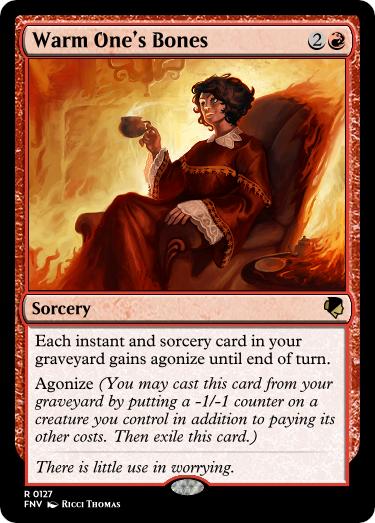 Warm One's Bones 2
Sorcery
Each instant and sorcery card in your
graveyard gains agonize until end of turn.
Agonize (You may cast this card from your
graveyard by putting a -1/-1 counter on a
creature you control in addition to paying its
other costs. Then exile this card.)
There is little use in worrying.
R 0127
FNV Ricci Thomas